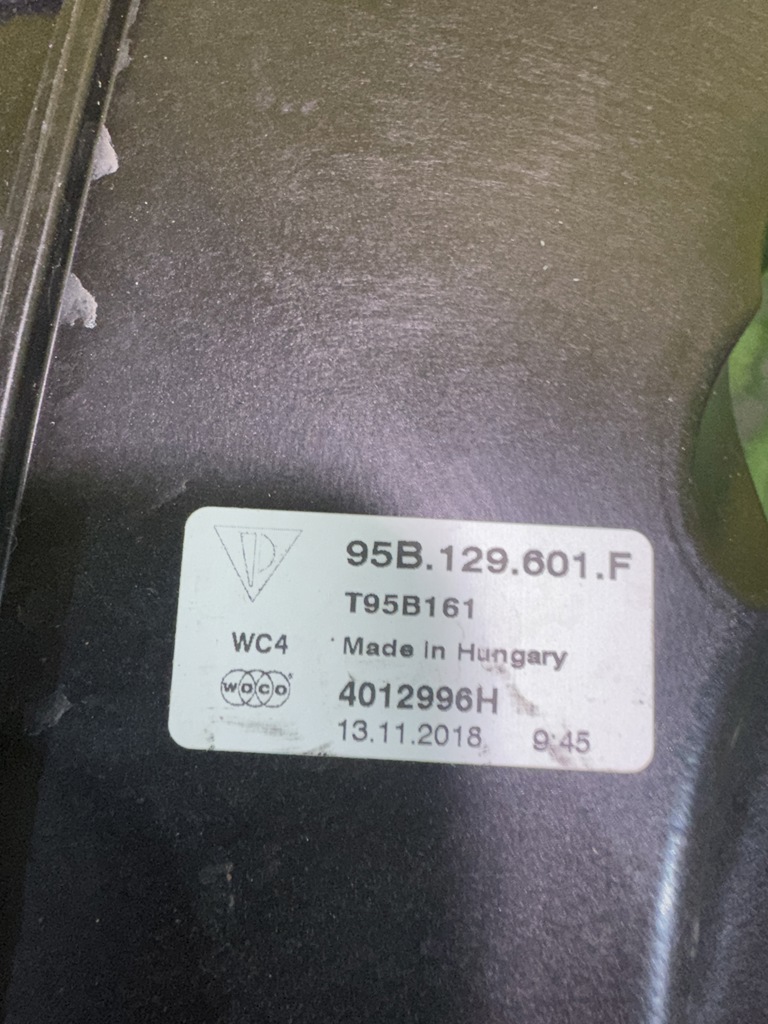 95B.129.601.F
T95B161
WC4 Made in Hungary
WOCO 4012996H
13.11.2018 9:45